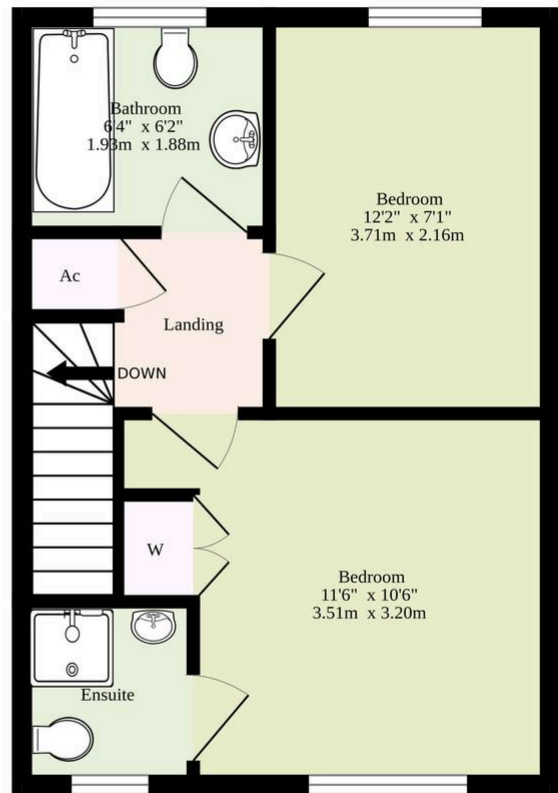 Bathroom
6'4" x 6'2"
1.93m x 1.88m
Bedroom
12'2" x 7'1"
3.71m x 2.16m
Ac
Landing
DOWN
W
Bedroom
11'6" x 10'6"
3.51m x 3.20m
Ensuite